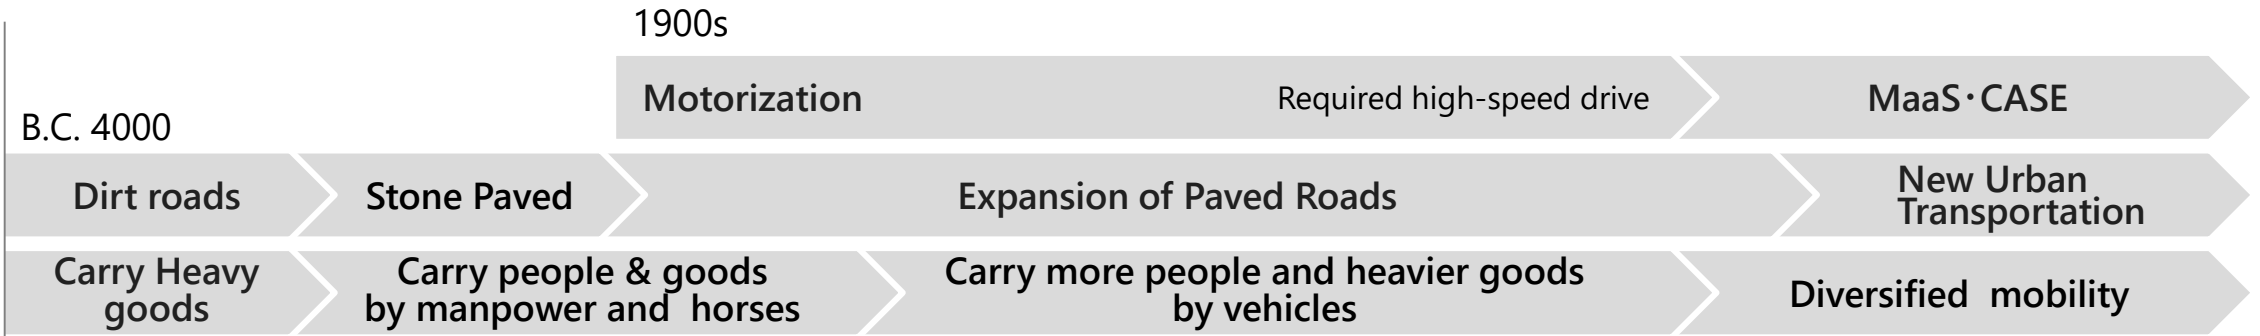 1900s
Motorization Required high-speed drive MaaS･CASE
B.C. 4000
Dirt roads Stone Paved Expansion of Paved Roads New Urban
Transportation
Carry Heavy
goods
Carry people & goods
by manpower and horses
Carry more people and heavier goods
by vehicles
Diversified mobility